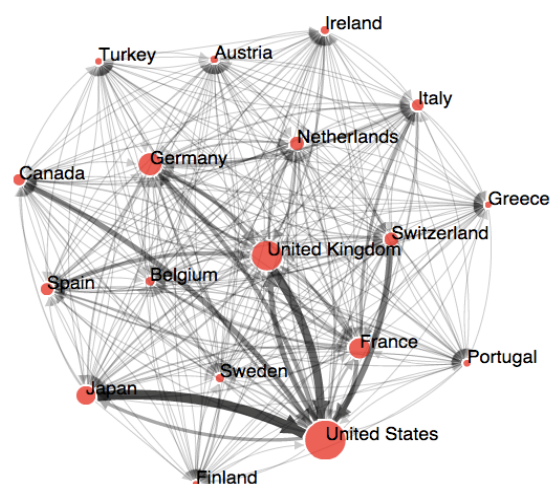 Ireland
Turkey
Austria
Italy
Netherlands
Germany
Canada
Greece
Switzerland
United Kingdom
Belgium
Spain
France
Portugal
Sweden
Japan
United States
Finland